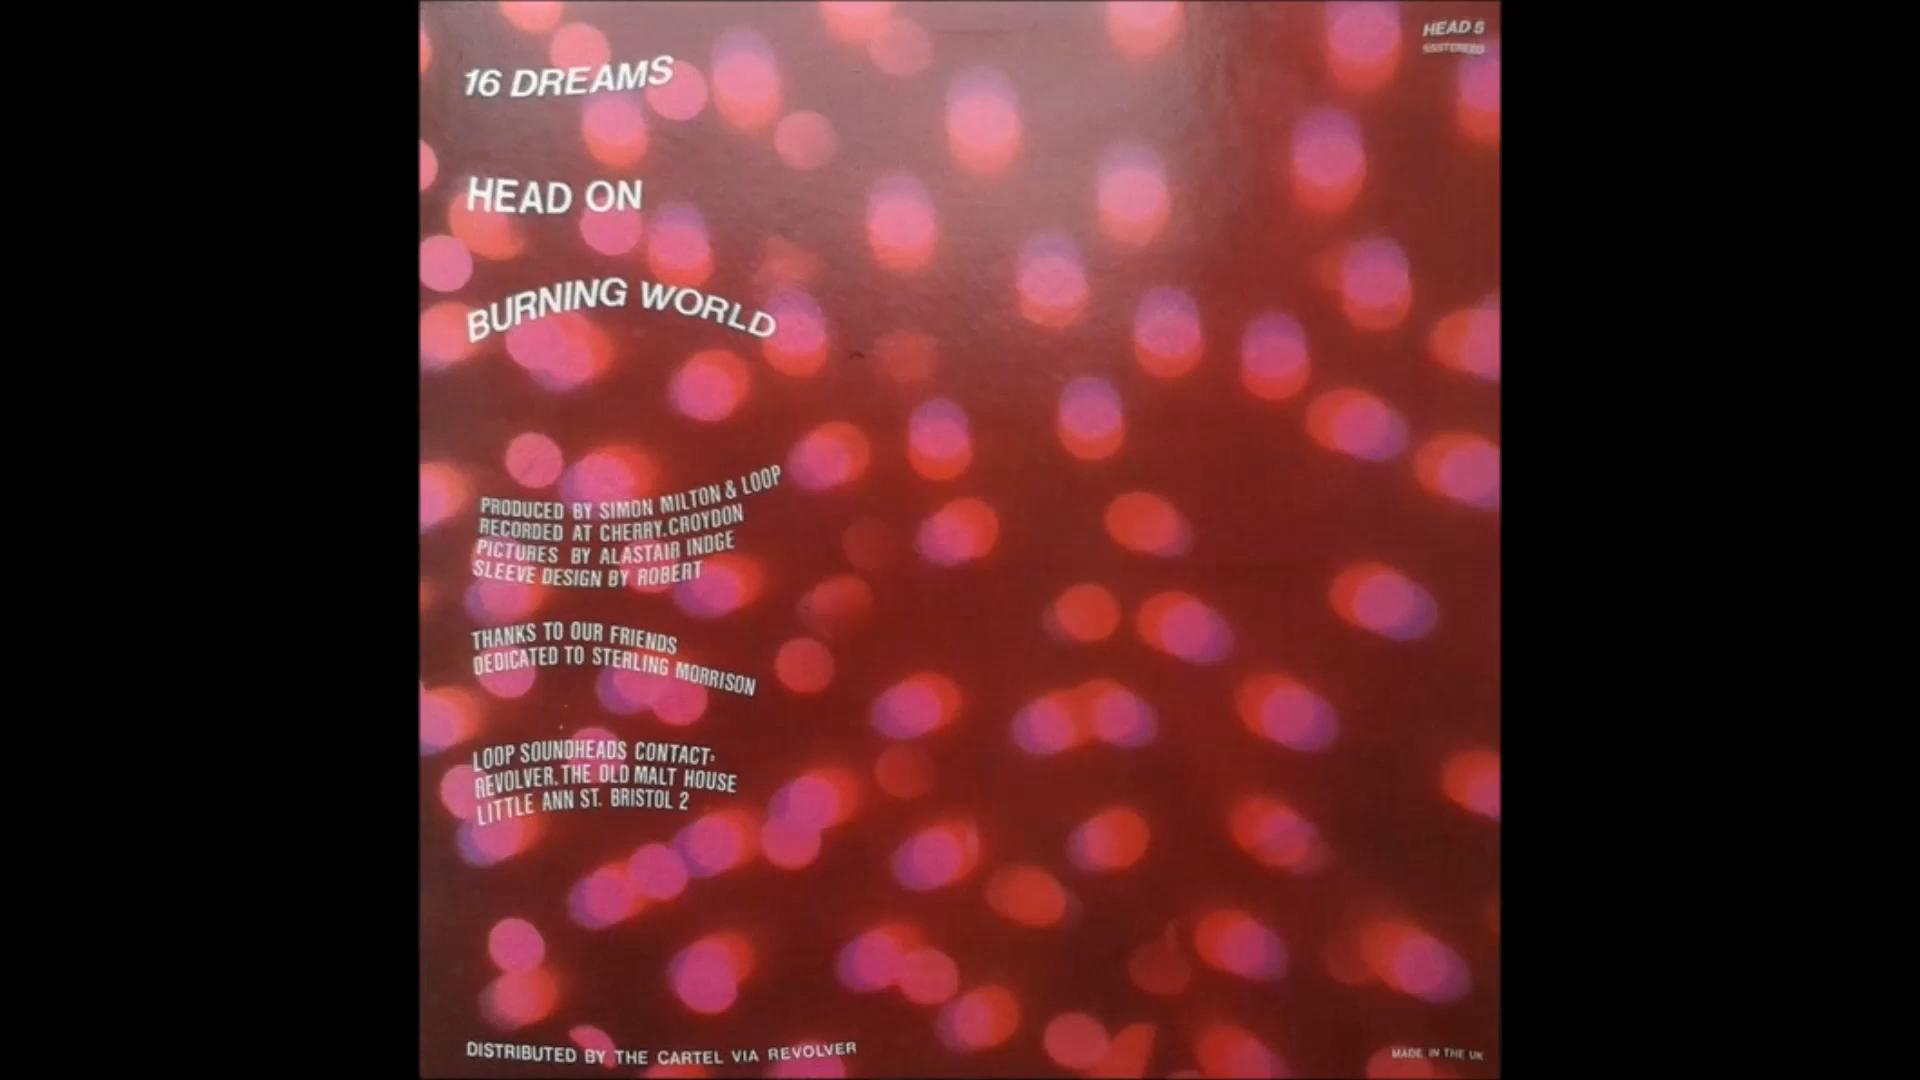 16 DREAMS
HEAD ON
BURNING WORLD
HEAD 5
SSSTEREEO
PRODUCED BY SIMON MILTON & LOOP
RECORDED AT CHERRY. CROYDON
PICTURES BY ALASTAIR INDGE
SLEEVE DESIGN BY ROBERT
THANKS TO OUR FRIENDS
DEDICATED TO STERLING MORRISON
LOOP SOUNDHEADS CONTACT:
REVOLVER. THE OLD MALT HOUSE
LITTLE ANN ST. BRISTOL 2
DISTRIBUTED BY THE CARTEL VIA REVOLVER
MADE IN THE UK